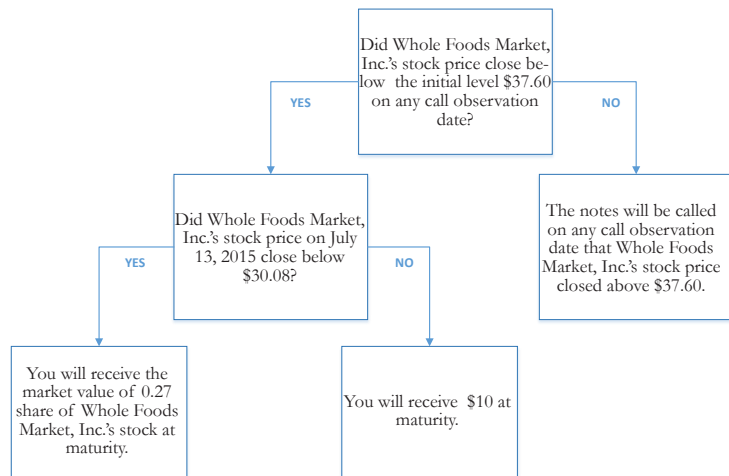 Did Whole Foods Market,
Inc.'s stock price close be-
low the initial level $37.60
on any call observation
date?
YES
NO
Did Whole Foods Market,
Inc.'s stock price on July
13, 2015 close below
$30.08?
The notes will be called
on any call observation
date that Whole Foods
Market, Inc.'s stock price
closed above $37.60.
YES
NO
You will receive the
market value of 0.27
share of Whole Foods
Market, Inc.'s stock at
maturity.
You will receive $10 at
maturity.